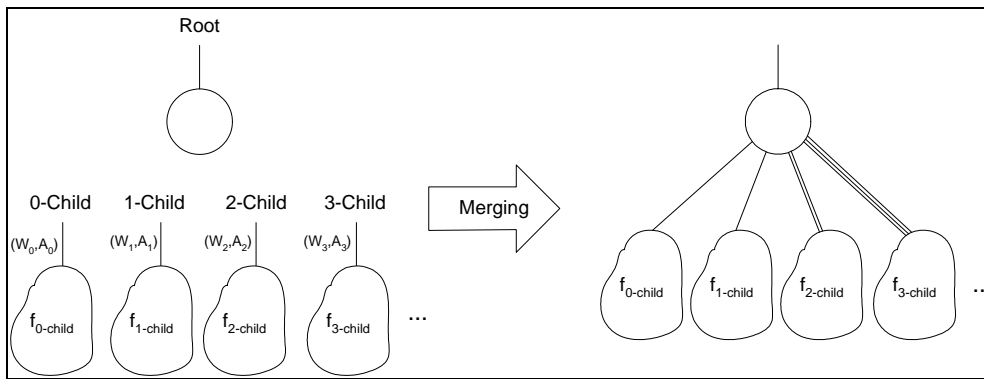 Root
0-Child 1-Child 2-Child 3-Child
(W0,A0) (W1,A1) (W2,A2) (W3,A3)
f0-child f1-child f2-child f3-child ...
Merging
f0-child f1-child f2-child f3-child ...